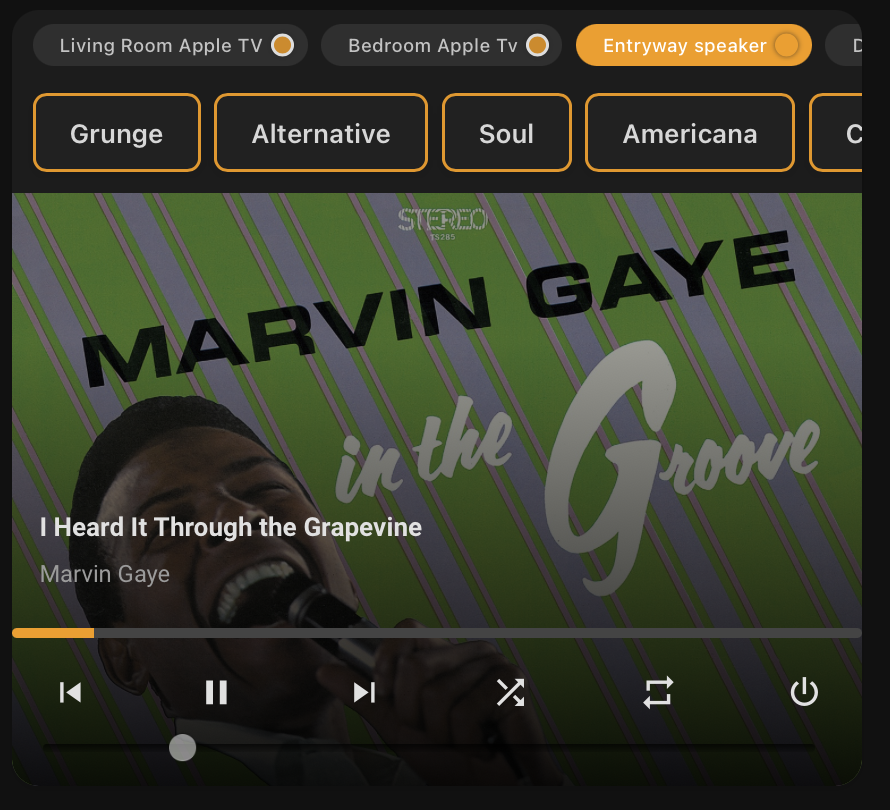 Living Room Apple TV
Bedroom Apple Tv
Entryway speaker
Grunge
Alternative
Soul
Americana
STEREO
TS285
MARVIN GAYE
in the Groove
I Heard It Through the Grapevine
Marvin Gaye